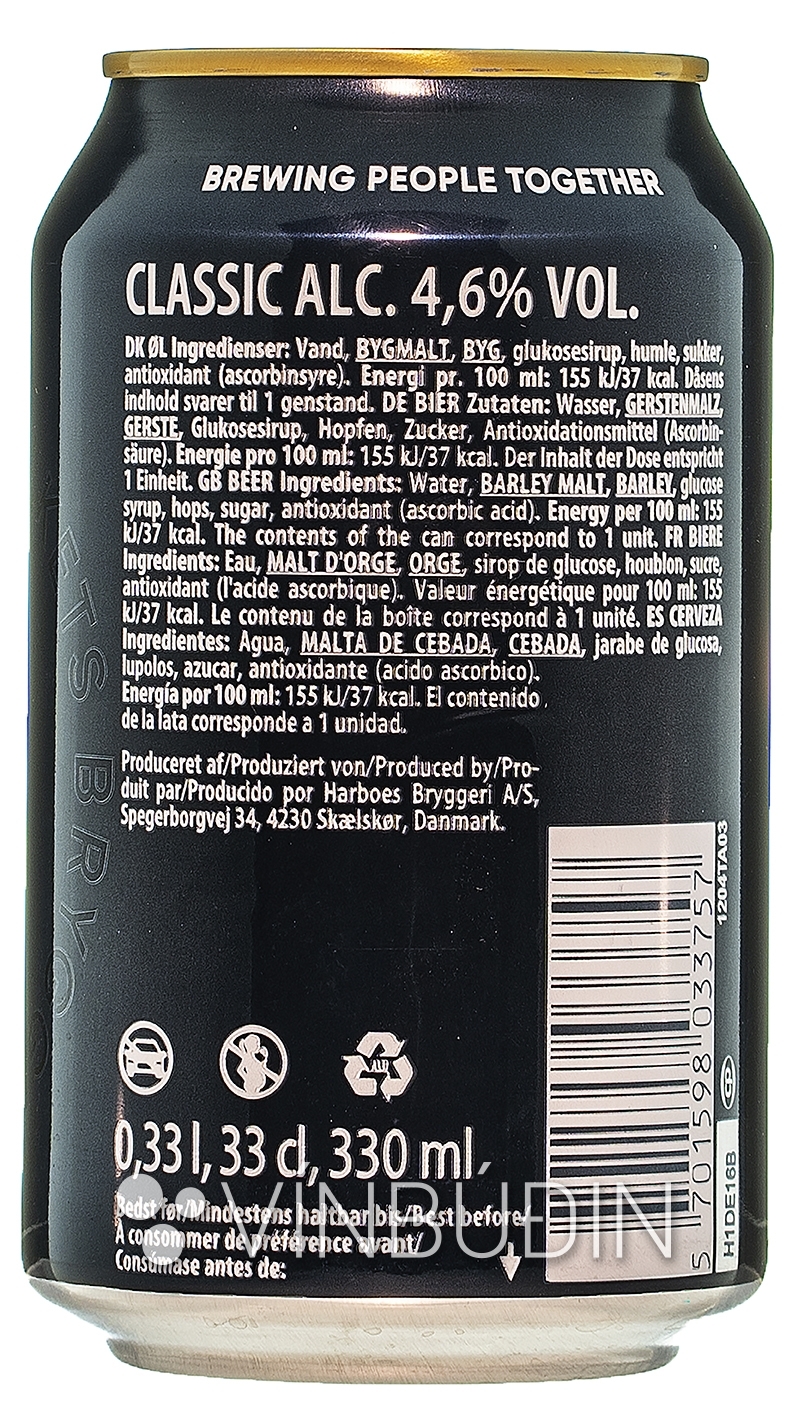 BREWING PEOPLE TOGETHER
CLASSIC ALC. 4,6% VOL.
DK ØL Ingredienser: Vand, BYGMALT, BYG, glukosesirup, humle, sukker,
antioxidant (ascorbinsyre). Energi pr. 100 ml: 155 kJ/37 kcal. Dåsens
indhold svarer til 1 genstand. DE BIER Zutaten: Wasser, GERSTENMALZ,
GERSTE, Glukosesirup, Hopfen, Zucker, Antioxidationsmittel (Ascorbin-
säure). Energie pro 100 ml: 155 kJ/37 kcal. Der Inhalt der Dose entspricht
1 Einheit. GB BEER Ingredients: Water, BARLEY MALT, BARLEY, glucose
syrup, hops, sugar, antioxidant (ascorbic acid). Energy per 100 ml: 155
kJ/37 kcal. The contents of the can correspond to 1 unit. FR BIERE
Ingredients: Eau, MALT D'ORGE, ORGE, sirop de glucose, houblon, sucre,
antioxidant (l'acide ascorbique). Valeur énergétique pour 100 ml: 155
kJ/37 kcal. Le contenu de la boîte correspond à 1 unité. ES CERVEZA
Ingredientes: Agua, MALTA DE CEBADA, CEBADA, jarabe de glucosa,
lupolos, azucar, antioxidante (acido ascorbico).
Energía por 100 ml: 155 kJ/37 kcal. El contenido
de la lata corresponde a 1 unidad.
Produceret af/Produziert von/Produced by/Pro-
duit par/Producido por Harboes Bryggeri A/S,
Spegerborgvej 34, 4230 Skælskør, Danmark.
ETS BRYG
ALU
0,33 l, 33 cl, 330 ml
Bedst før/Mindestens haltbar bis/Best before/
A consommer de préférence avant/
Consúmase antes de:
5 701598 033757
1204TA03
H1DE16B
VÍNBÚÐIN